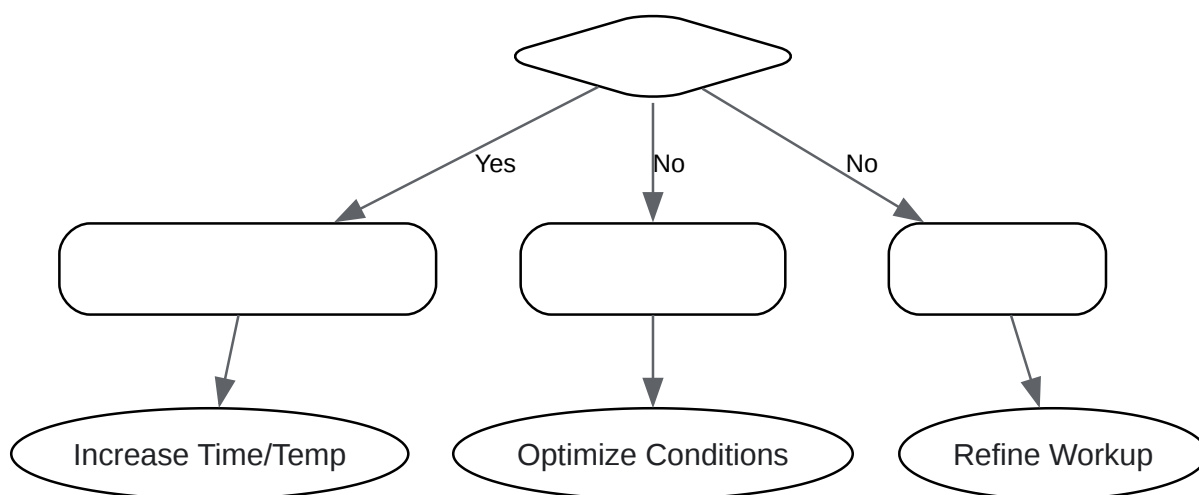 Yes
No
No
Increase Time/Temp
Optimize Conditions
Refine Workup